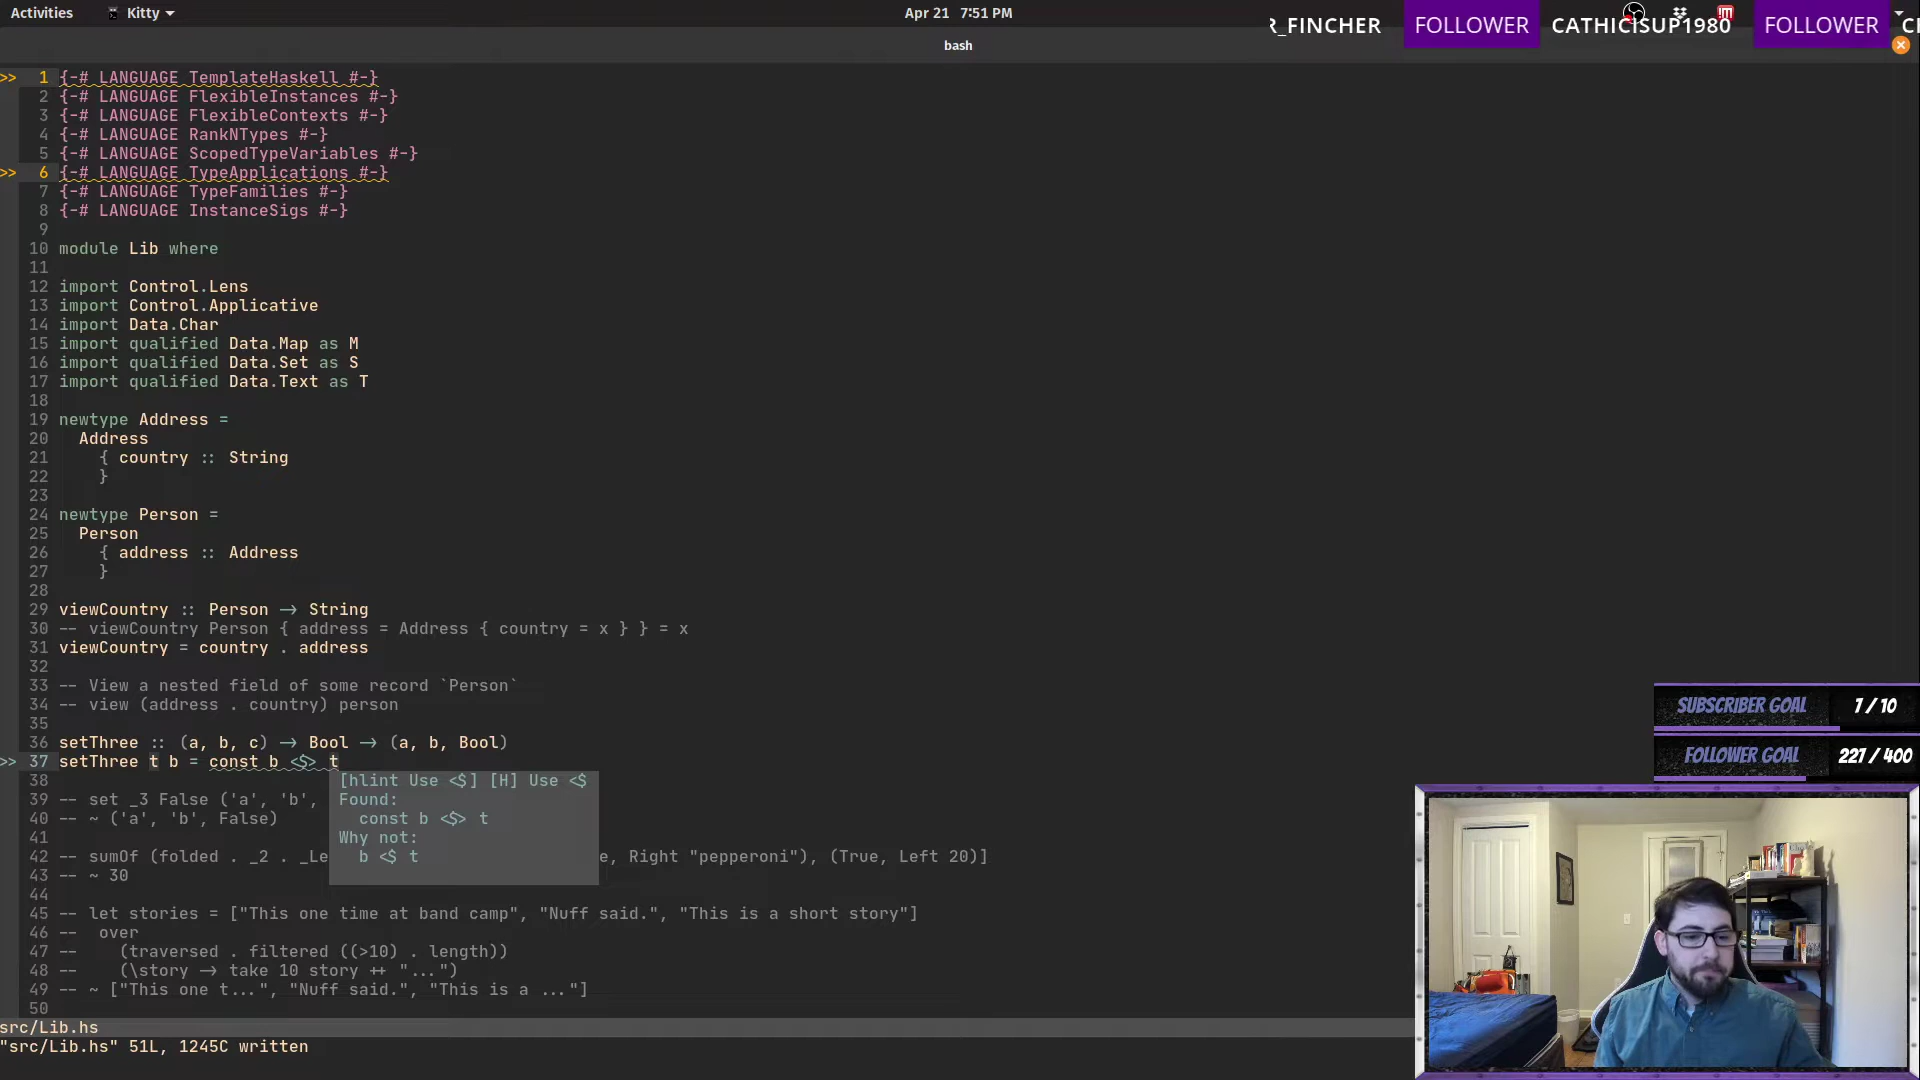 Activities Kitty Apr 21 7:51 PM
R_FINCHER FOLLOWER CATHICISUP1980 FOLLOWER
bash
>> 1 {-# LANGUAGE TemplateHaskell #-}
2 {-# LANGUAGE FlexibleInstances #-}
3 {-# LANGUAGE FlexibleContexts #-}
4 {-# LANGUAGE RankNTypes #-}
5 {-# LANGUAGE ScopedTypeVariables #-}
>> 6 {-# LANGUAGE TypeApplications #-}
7 {-# LANGUAGE TypeFamilies #-}
8 {-# LANGUAGE InstanceSigs #-}
9
10 module Lib where
11
12 import Control.Lens
13 import Control.Applicative
14 import Data.Char
15 import qualified Data.Map as M
16 import qualified Data.Set as S
17 import qualified Data.Text as T
18
19 newtype Address =
20 Address
21 { country :: String
22 }
23
24 newtype Person =
25 Person
26 { address :: Address
27 }
28
29 viewCountry :: Person -> String
30 -- viewCountry Person { address = Address { country = x } } = x
31 viewCountry = country . address
32
33 -- View a nested field of some record `Person`
34 -- view (address . country) person
35
36 setThree :: (a, b, c) -> Bool -> (a, b, Bool)
>> 37 setThree t b = const b <$> t
38 [hlint Use <$] [H] Use <$
39 -- set _3 False ('a', 'b', Found:
40 -- ~ ('a', 'b', False) const b <$> t
41 Why not:
42 -- sumOf (folded . _2 . _Le b <$ t e, Right "pepperoni"), (True, Left 20)]
43 -- ~ 30
44
45 -- let stories = ["This one time at band camp", "Nuff said.", "This is a short story"]
46 -- over
47 -- (traversed . filtered ((>10) . length))
48 -- (\story -> take 10 story ++ "...")
49 -- ~ ["This one t...", "Nuff said.", "This is a ..."]
50
src/Lib.hs
"src/Lib.hs" 51L, 1245C written
SUBSCRIBER GOAL 7 / 10
FOLLOWER GOAL 227 / 400